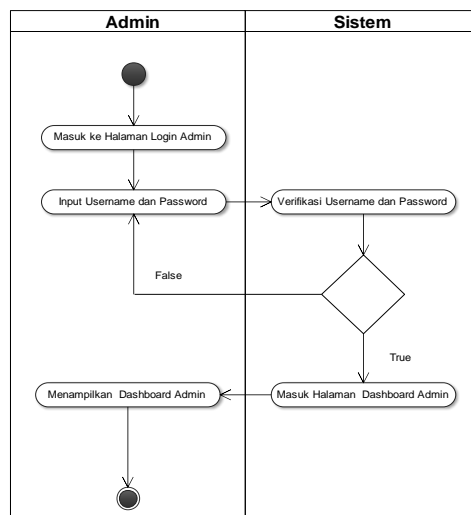 Admin
Sistem
Masuk ke Halaman Login Admin
Input Username dan Password
Verifikasi Username dan Password
False
True
Menampilkan Dashboard Admin
Masuk Halaman Dashboard Admin